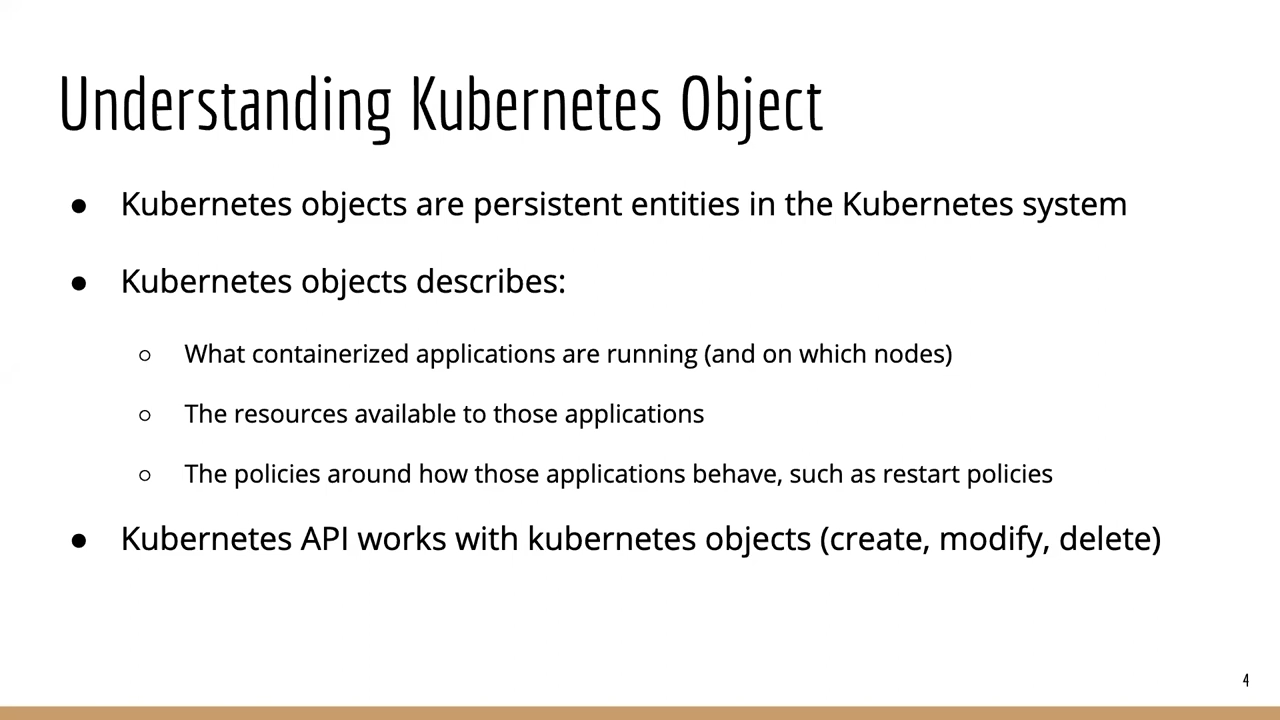 Understanding Kubernetes Object
● Kubernetes objects are persistent entities in the Kubernetes system
● Kubernetes objects describes:
○ What containerized applications are running (and on which nodes)
○ The resources available to those applications
○ The policies around how those applications behave, such as restart policies
● Kubernetes API works with kubernetes objects (create, modify, delete)
4